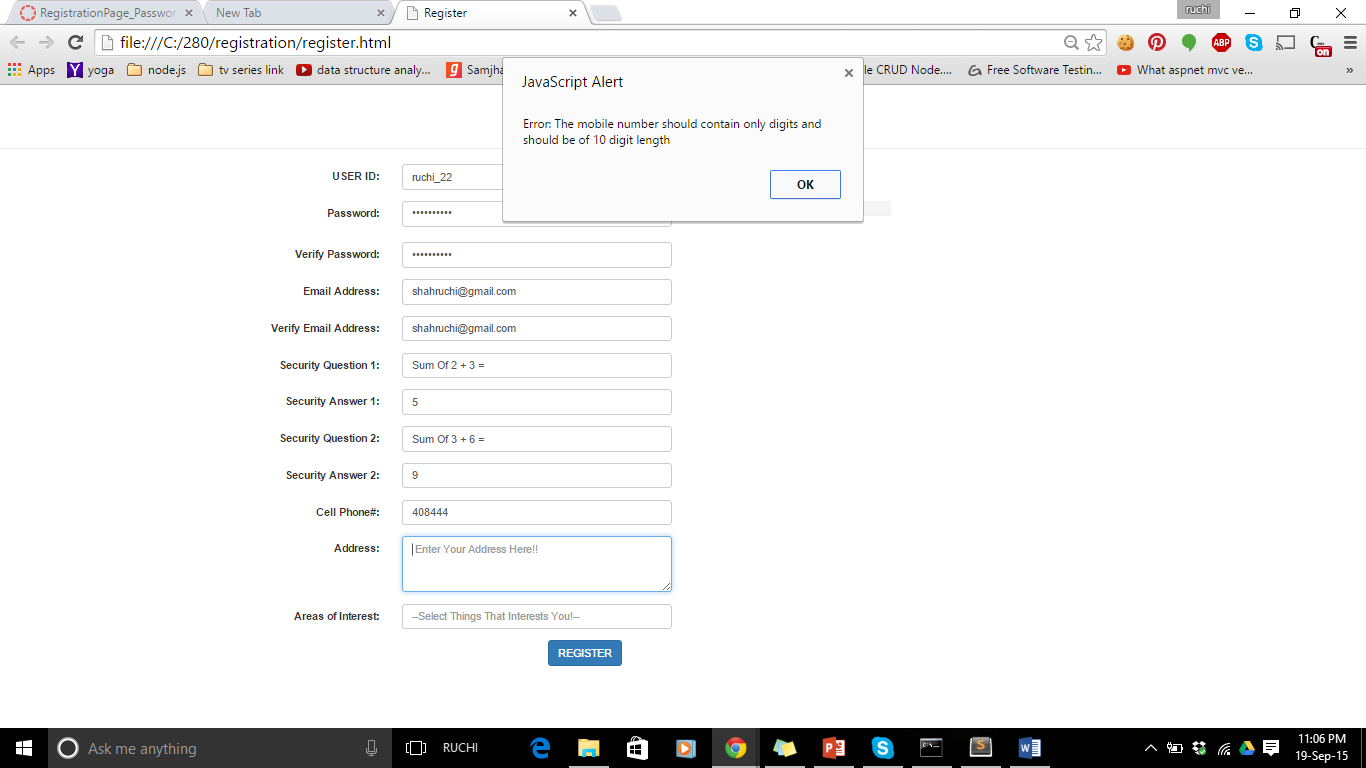 RegistrationPage_Passwor
New Tab
Register
ruchi
file:///C:/280/registration/register.html
ABP
on
Apps
yoga
node.js
tv series link
data structure analy...
Samjha
le CRUD Node....
Free Software Testin...
What aspnet mvc ve...
»
JavaScript Alert
Error: The mobile number should contain only digits and
should be of 10 digit length
OK
USER ID: ruchi_22
Password: ••••••••••
Verify Password: ••••••••••
Email Address: shahruchi@gmail.com
Verify Email Address: shahruchi@gmail.com
Security Question 1: Sum Of 2 + 3 =
Security Answer 1: 5
Security Question 2: Sum Of 3 + 6 =
Security Answer 2: 9
Cell Phone#: 408444
Address: Enter Your Address Here!!
Areas of Interest: --Select Things That Interests You!--
REGISTER
Ask me anything
RUCHI
11:06 PM
19-Sep-15